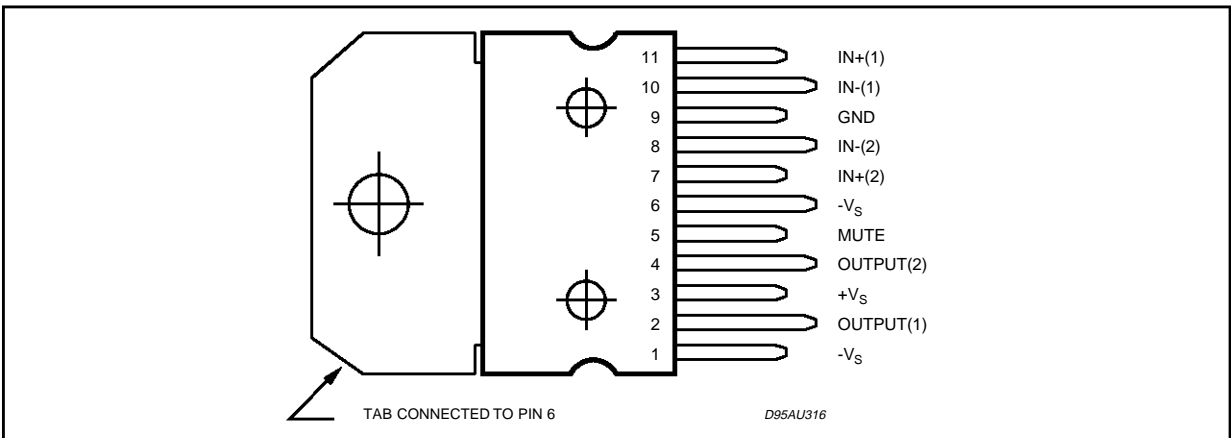 11 IN+(1)
10 IN-(1)
9 GND
8 IN-(2)
7 IN+(2)
6 -VS
5 MUTE
4 OUTPUT(2)
3 +VS
2 OUTPUT(1)
1 -VS
TAB CONNECTED TO PIN 6
D95AU316